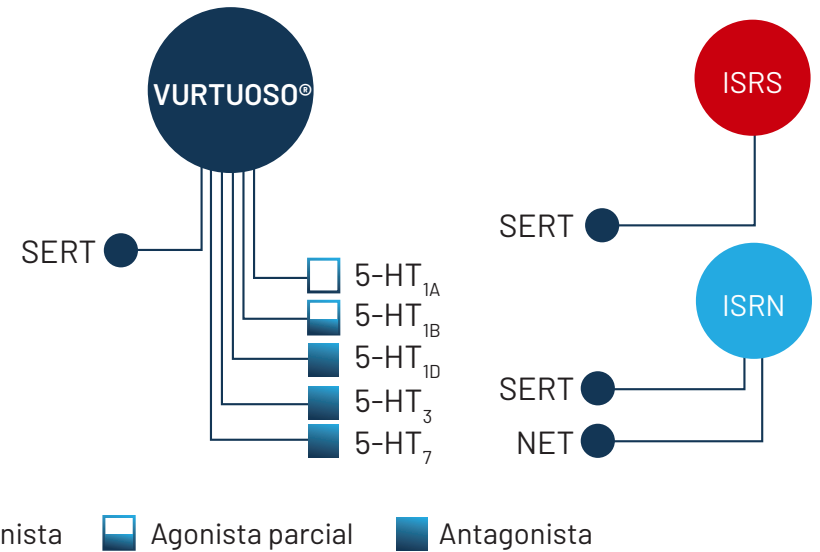 VURTUOSO®
SERT
5-HT1A
5-HT1B
5-HT1D
5-HT3
5-HT7
ISRS
SERT
ISRN
SERT
NET
nista
Agonista parcial
Antagonista